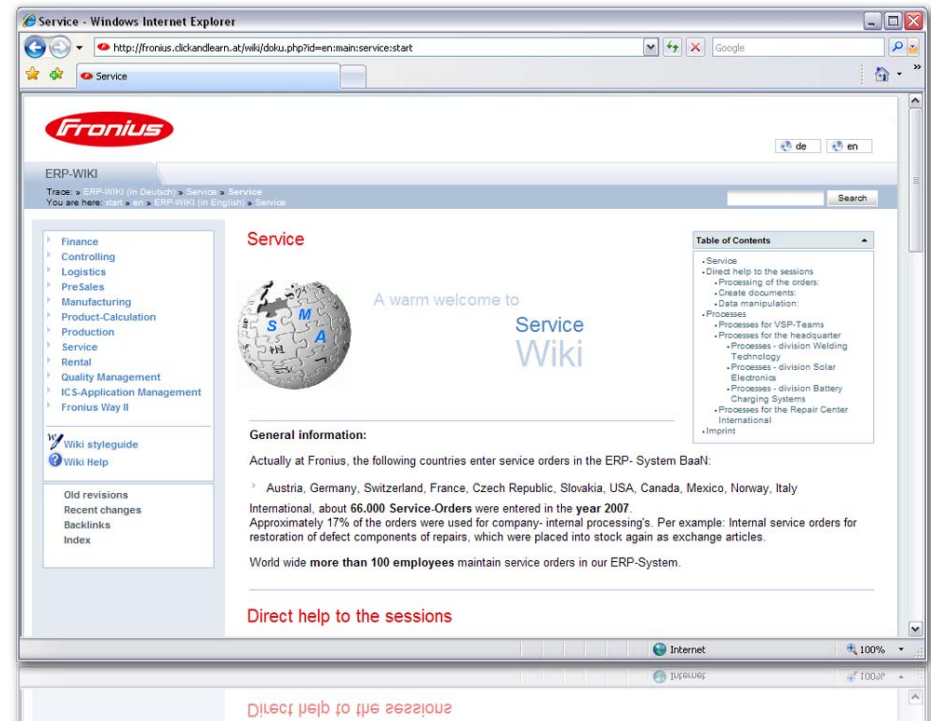 Service - Windows Internet Explorer
http://fronius.clickandlearn.at/wiki/doku.php?id=en:main:service:start
Google
Service
Fronius
de
en
ERP-WIKI
Trace: » ERP-WIKI (in Deutsch) » Service » Service
You are here: start » en » ERP-WIKI (in English) » Service
Search
Finance
Controlling
Logistics
PreSales
Manufacturing
Product-Calculation
Production
Service
Rental
Quality Management
ICS-Application Management
Fronius Way II
Wiki styleguide
Wiki Help
Old revisions
Recent changes
Backlinks
Index
Service
S M A
A warm welcome to
Service
Wiki
Table of Contents
Service
Direct help to the sessions
Processing of the orders:
Create documents:
Data manipulation:
Processes
Processes for VSP-Teams
Processes for the headquarter
Processes - division Welding
Technology
Processes - division Solar
Electronics
Processes - division Battery
Charging Systems
Processes for the Repair Center
International
Imprint
General information:
Actually at Fronius, the following countries enter service orders in the ERP- System BaaN:
Austria, Germany, Switzerland, France, Czech Republic, Slovakia, USA, Canada, Mexico, Norway, Italy
International, about 66.000 Service-Orders were entered in the year 2007.
Approximately 17% of the orders were used for company- internal processing's. Per example: Internal service orders for
restoration of defect components of repairs, which were placed into stock again as exchange articles.
World wide more than 100 employees maintain service orders in our ERP-System.
Direct help to the sessions
Internet
100%